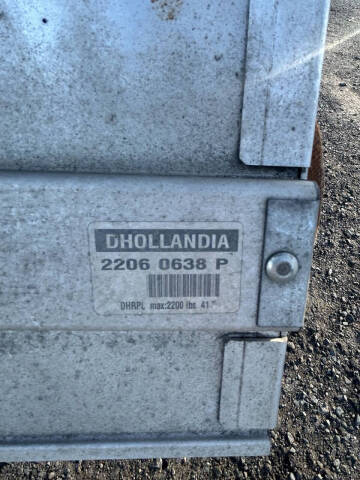 DHOLLANDIA
2206 0638 P
DHRPL max:2200 lbs 41